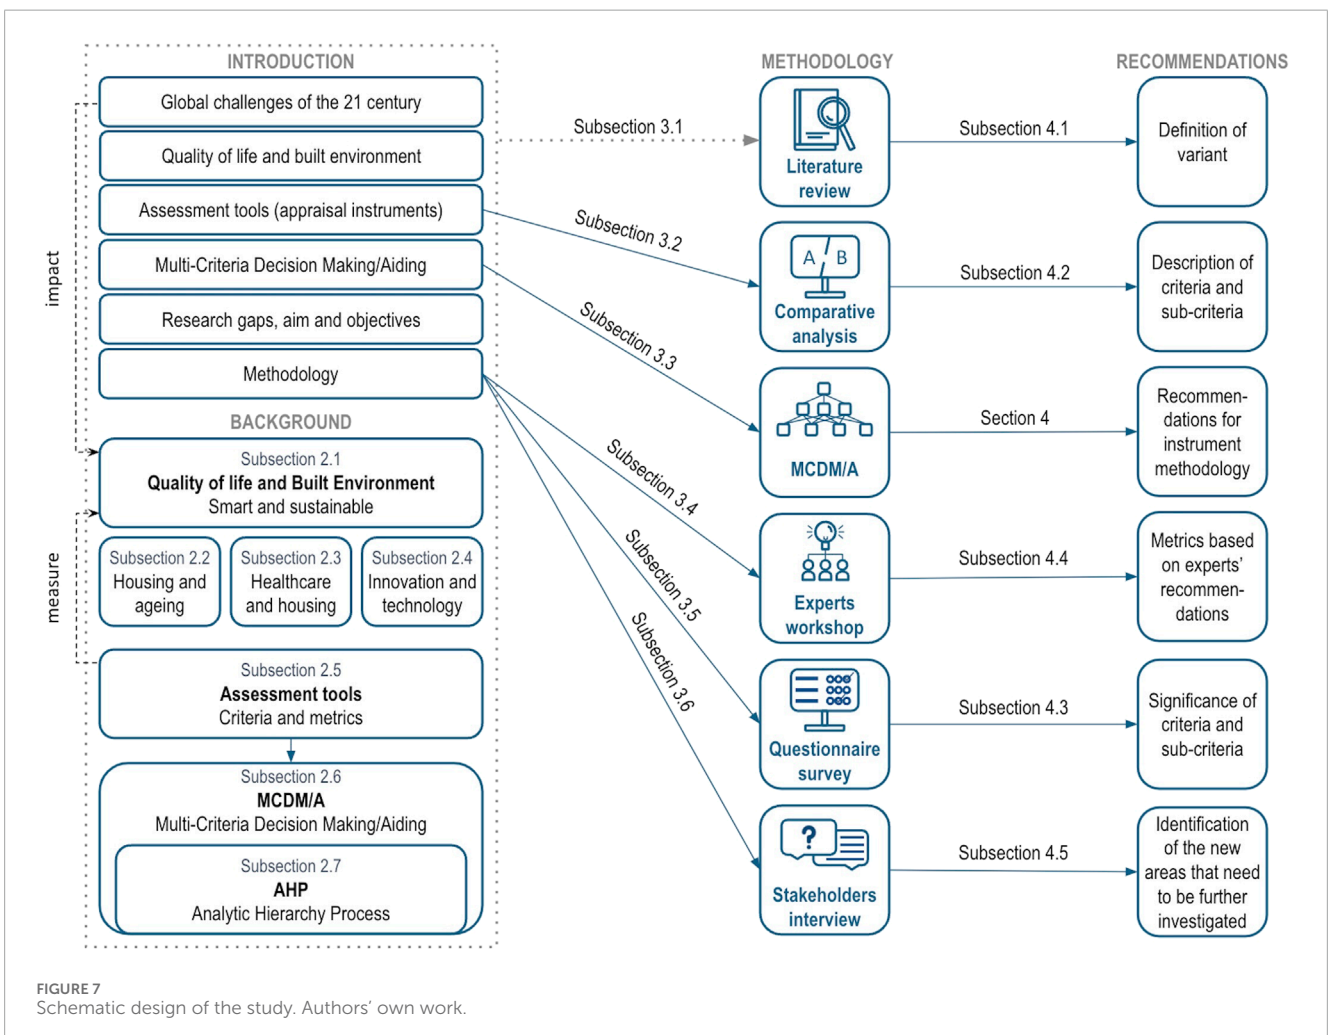 INTRODUCTION
Global challenges of the 21 century
Quality of life and built environment
Assessment tools (appraisal instruments)
Multi-Criteria Decision Making/Aiding
Research gaps, aim and objectives
Methodology
impact
BACKGROUND
Subsection 2.1
Quality of life and Built Environment
Smart and sustainable
measure
Subsection 2.2
Housing and
ageing
Subsection 2.3
Healthcare
and housing
Subsection 2.4
Innovation and
technology
Subsection 2.5
Assessment tools
Criteria and metrics
Subsection 2.6
MCDM/A
Multi-Criteria Decision Making/Aiding
Subsection 2.7
AHP
Analytic Hierarchy Process
Subsection 3.1
Subsection 3.2
Subsection 3.3
Subsection 3.4
Subsection 3.5
Subsection 3.6
METHODOLOGY
Literature
review
A B
Comparative
analysis
MCDM/A
Experts
workshop
Questionnaire
survey
?
Stakeholders
interview
Subsection 4.1
Subsection 4.2
Section 4
Subsection 4.4
Subsection 4.3
Subsection 4.5
RECOMMENDATIONS
Definition of
variant
Description of
criteria and
sub-criteria
Recommen-
dations for
instrument
methodology
Metrics based
on experts’
recommen-
dations
Significance of
criteria and
sub-criteria
Identification
of the new
areas that need
to be further
investigated
FIGURE 7
Schematic design of the study. Authors’ own work.